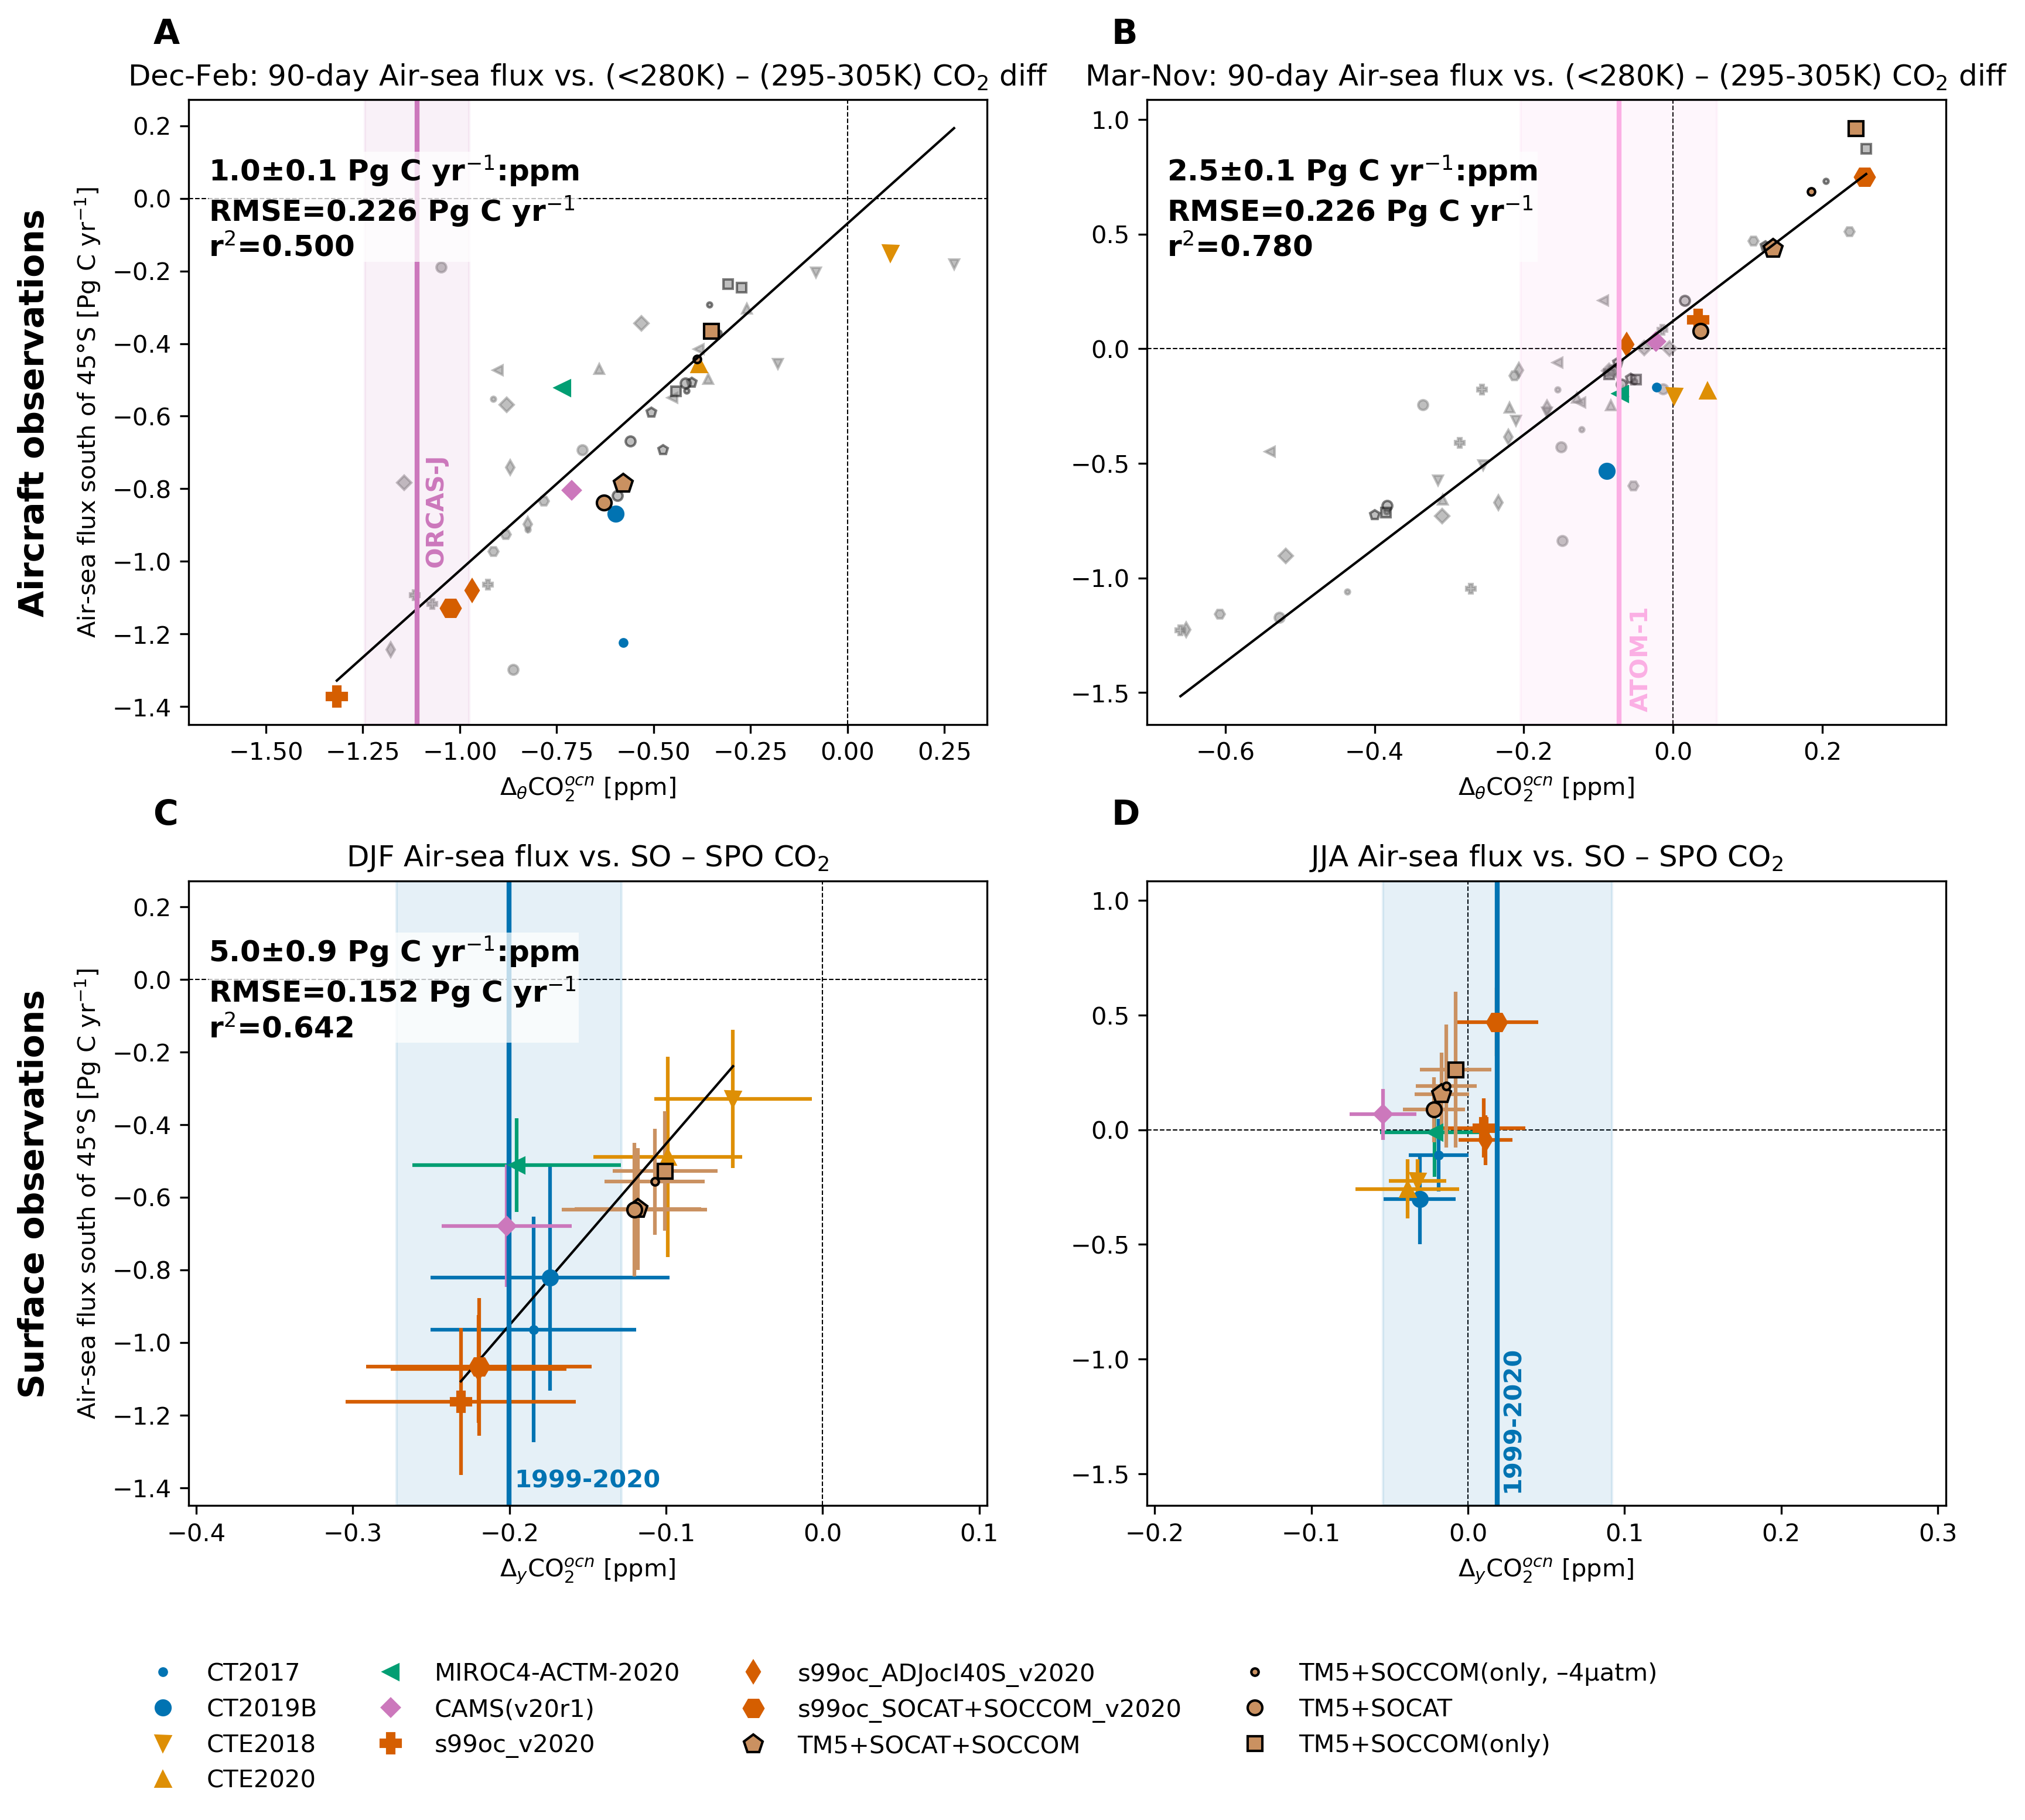 A
Dec-Feb: 90-day Air-sea flux vs. (<280K) – (295-305K) CO₂ diff
0.2
0.0
−0.2
−0.4
−0.6
−0.8
−1.0
−1.2
−1.4
Aircraft observations
Air-sea flux south of 45°S [Pg C yr⁻¹]
1.0±0.1 Pg C yr⁻¹:ppm
RMSE=0.226 Pg C yr⁻¹
r²=0.500
ORCAS-J
−1.50
−1.25
−1.00
−0.75
−0.50
−0.25
0.00
0.25
Δ_θCO₂^{ocn} [ppm]
B
Mar-Nov: 90-day Air-sea flux vs. (<280K) – (295-305K) CO₂ diff
1.0
0.5
0.0
−0.5
−1.0
−1.5
2.5±0.1 Pg C yr⁻¹:ppm
RMSE=0.226 Pg C yr⁻¹
r²=0.780
ATOM-1
−0.6
−0.4
−0.2
0.0
0.2
Δ_θCO₂^{ocn} [ppm]
C
DJF Air-sea flux vs. SO – SPO CO₂
0.2
0.0
−0.2
−0.4
−0.6
−0.8
−1.0
−1.2
−1.4
Surface observations
Air-sea flux south of 45°S [Pg C yr⁻¹]
5.0±0.9 Pg C yr⁻¹:ppm
RMSE=0.152 Pg C yr⁻¹
r²=0.642
1999-2020
−0.4
−0.3
−0.2
−0.1
0.0
0.1
Δ_yCO₂^{ocn} [ppm]
D
JJA Air-sea flux vs. SO – SPO CO₂
1.0
0.5
0.0
−0.5
−1.0
−1.5
1999-2020
−0.2
−0.1
0.0
0.1
0.2
0.3
Δ_yCO₂^{ocn} [ppm]
CT2017
CT2019B
CTE2018
CTE2020
MIROC4-ACTM-2020
CAMS(v20r1)
s99oc_v2020
s99oc_ADJocI40S_v2020
s99oc_SOCAT+SOCCOM_v2020
TM5+SOCAT+SOCCOM
TM5+SOCCOM(only, –4µatm)
TM5+SOCAT
TM5+SOCCOM(only)